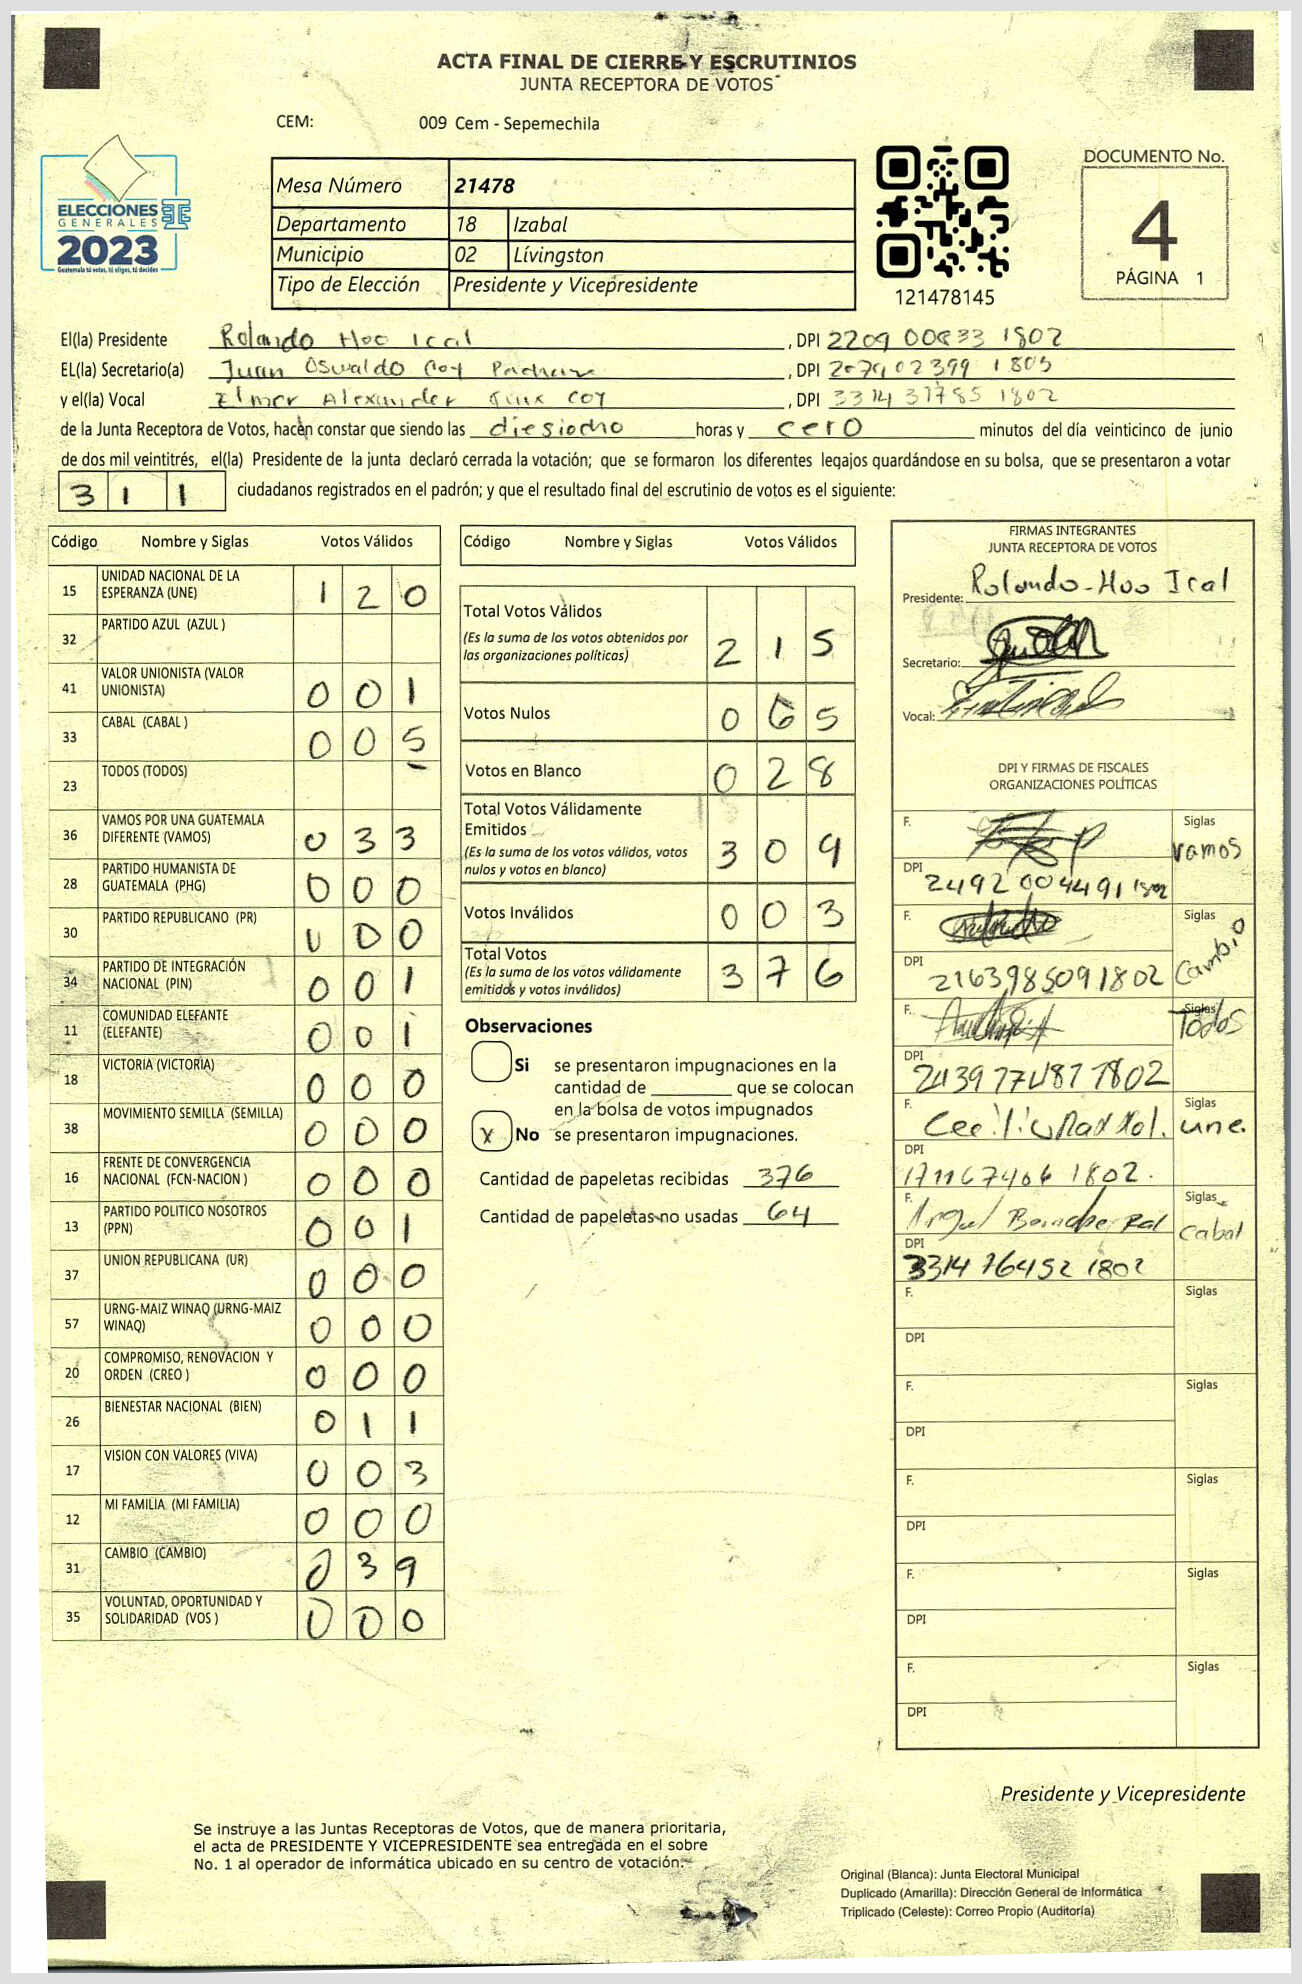 ACTA FINAL DE CIERRE Y ESCRUTINIOS
JUNTA RECEPTORA DE VOTOS
CEM: 009 Cem - Sepemechila
ELECCIONES
GENERALES
2023
Guatemala tú votas, tú eliges, tú decides
Mesa Número 21478
Departamento 18 Izabal
Municipio 02 Lívingston
Tipo de Elección Presidente y Vicepresidente
121478145
DOCUMENTO No.
4
PÁGINA 1
El(la) Presidente Rolando Hoo Ical , DPI 2209 00833 1802
EL(la) Secretario(a) Juan Oswaldo Coy , DPI 2079 02399 1805
y el(la) Vocal Elmer Alexander Coy , DPI 3314 31785 1802
de la Junta Receptora de Votos, hacen constar que siendo las diesiocho horas y cero minutos del día veinticinco de junio
de dos mil veintitrés, el(la) Presidente de la junta declaró cerrada la votación; que se formaron los diferentes legajos guardándose en su bolsa, que se presentaron a votar
311 ciudadanos registrados en el padrón; y que el resultado final del escrutinio de votos es el siguiente:
Código Nombre y Siglas Votos Válidos
15 UNIDAD NACIONAL DE LA ESPERANZA (UNE) 1 2 0
32 PARTIDO AZUL (AZUL )
41 VALOR UNIONISTA (VALOR UNIONISTA) 0 0 1
33 CABAL (CABAL ) 0 0 5
23 TODOS (TODOS)
36 VAMOS POR UNA GUATEMALA DIFERENTE (VAMOS) 0 3 3
28 PARTIDO HUMANISTA DE GUATEMALA (PHG) 0 0 0
30 PARTIDO REPUBLICANO (PR) 0 0 0
34 PARTIDO DE INTEGRACIÓN NACIONAL (PIN) 0 0 1
11 COMUNIDAD ELEFANTE (ELEFANTE) 0 0 1
18 VICTORIA (VICTORIA) 0 0 0
38 MOVIMIENTO SEMILLA (SEMILLA) 0 0 0
16 FRENTE DE CONVERGENCIA NACIONAL (FCN-NACION ) 0 0 0
13 PARTIDO POLITICO NOSOTROS (PPN) 0 0 1
37 UNION REPUBLICANA (UR) 0 0 0
57 URNG-MAIZ WINAQ (URNG-MAIZ WINAQ) 0 0 0
20 COMPROMISO, RENOVACION Y ORDEN (CREO ) 0 0 0
26 BIENESTAR NACIONAL (BIEN) 0 1 1
17 VISION CON VALORES (VIVA) 0 0 3
12 MI FAMILIA (MI FAMILIA) 0 0 0
31 CAMBIO (CAMBIO) 0 3 9
35 VOLUNTAD, OPORTUNIDAD Y SOLIDARIDAD (VOS ) 0 0 0
Código Nombre y Siglas Votos Válidos
Total Votos Válidos 2 1 5
(Es la suma de los votos obtenidos por
las organizaciones políticas)
Votos Nulos 0 6 5
Votos en Blanco 0 2 8
Total Votos Válidamente
Emitidos 3 0 9
(Es la suma de los votos válidos, votos
nulos y votos en blanco)
Votos Inválidos 0 0 3
Total Votos 3 7 6
(Es la suma de los votos válidamente
emitidos y votos inválidos)
Observaciones
Si se presentaron impugnaciones en la
cantidad de ________ que se colocan
en la bolsa de votos impugnados
X No se presentaron impugnaciones.
Cantidad de papeletas recibidas 376
Cantidad de papeletas no usadas 64
FIRMAS INTEGRANTES
JUNTA RECEPTORA DE VOTOS
Presidente: Rolando Hoo Ical
Secretario:
Vocal:
DPI Y FIRMAS DE FISCALES
ORGANIZACIONES POLÍTICAS
F. Siglas vamos
DPI 2492 00449 1 1802
F. Siglas Cambio
DPI 2163985091802
F. Siglas Todos
DPI 2439774871802
F. Siglas une.
DPI 171167406 1802.
F. Siglas cabal
DPI 3314 76452 1802
F. Siglas
DPI
F. Siglas
DPI
F. Siglas
DPI
F. Siglas
DPI
F. Siglas
DPI
Presidente y Vicepresidente
Se instruye a las Juntas Receptoras de Votos, que de manera prioritaria,
el acta de PRESIDENTE Y VICEPRESIDENTE sea entregada en el sobre
No. 1 al operador de informática ubicado en su centro de votación.
Original (Blanca): Junta Electoral Municipal
Duplicado (Amarilla): Dirección General de Informática
Triplicado (Celeste): Correo Propio (Auditoría)